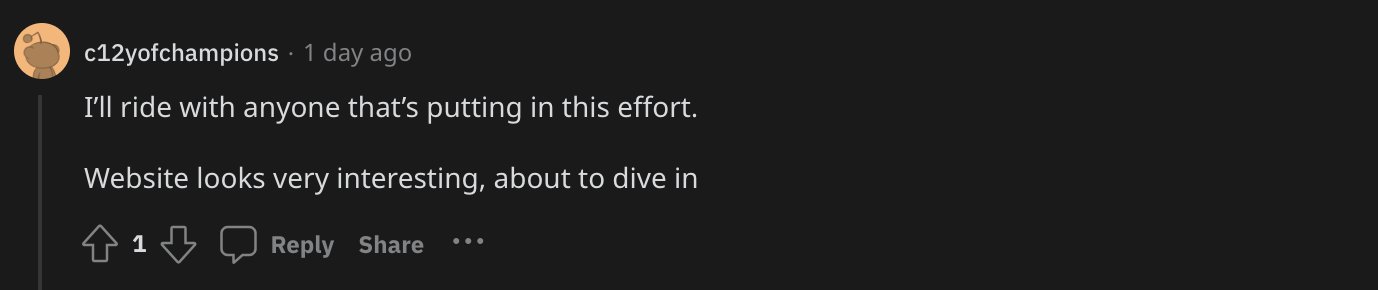 c12yofchampions · 1 day ago
I’ll ride with anyone that’s putting in this effort.
Website looks very interesting, about to dive in
1 Reply Share ...